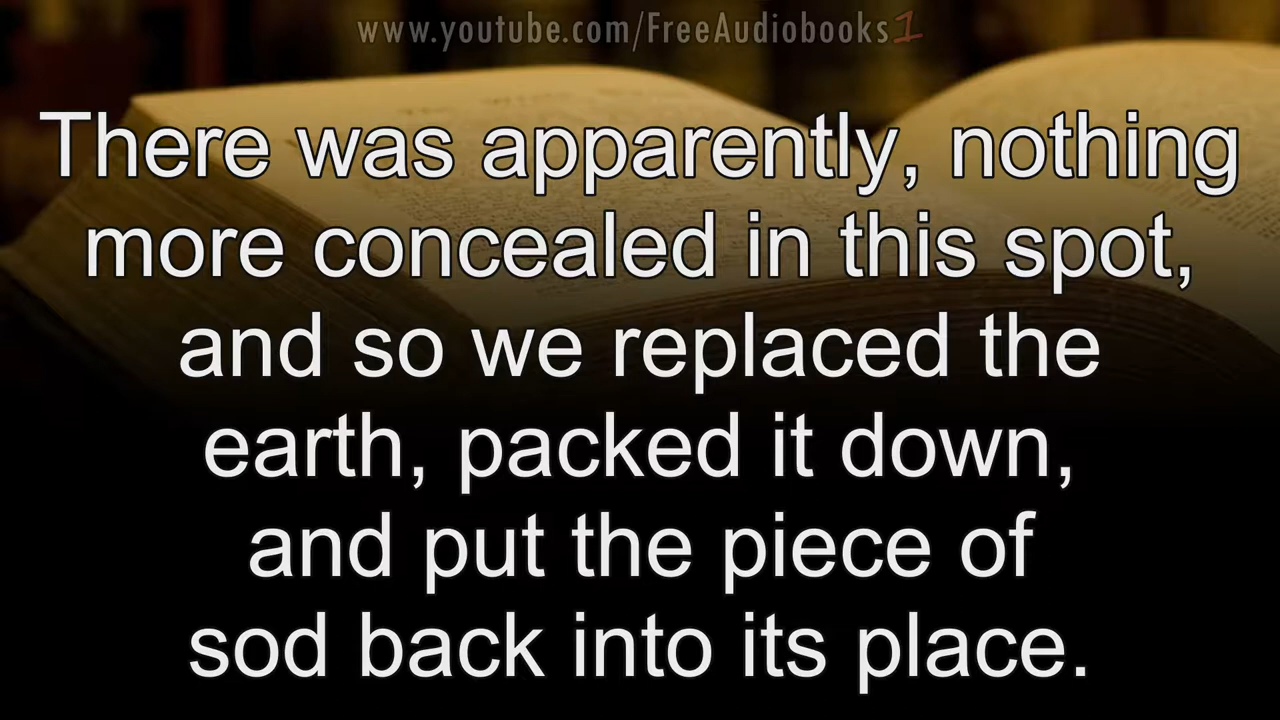 www.youtube.com/FreeAudiobooks1
There was apparently, nothing
more concealed in this spot,
and so we replaced the
earth, packed it down,
and put the piece of
sod back into its place.